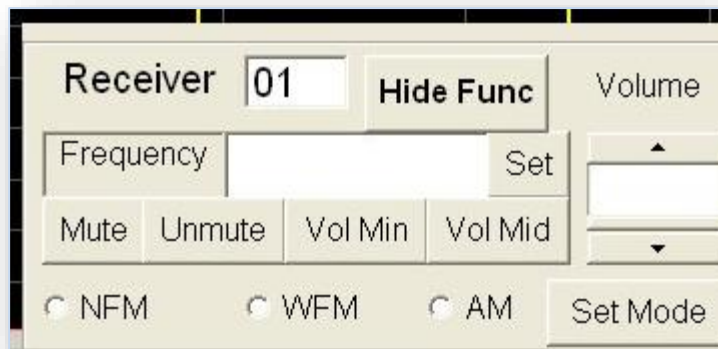 Receiver 01 Hide Func Volume
Frequency Set
Mute Unmute Vol Min Vol Mid
NFM WFM AM Set Mode